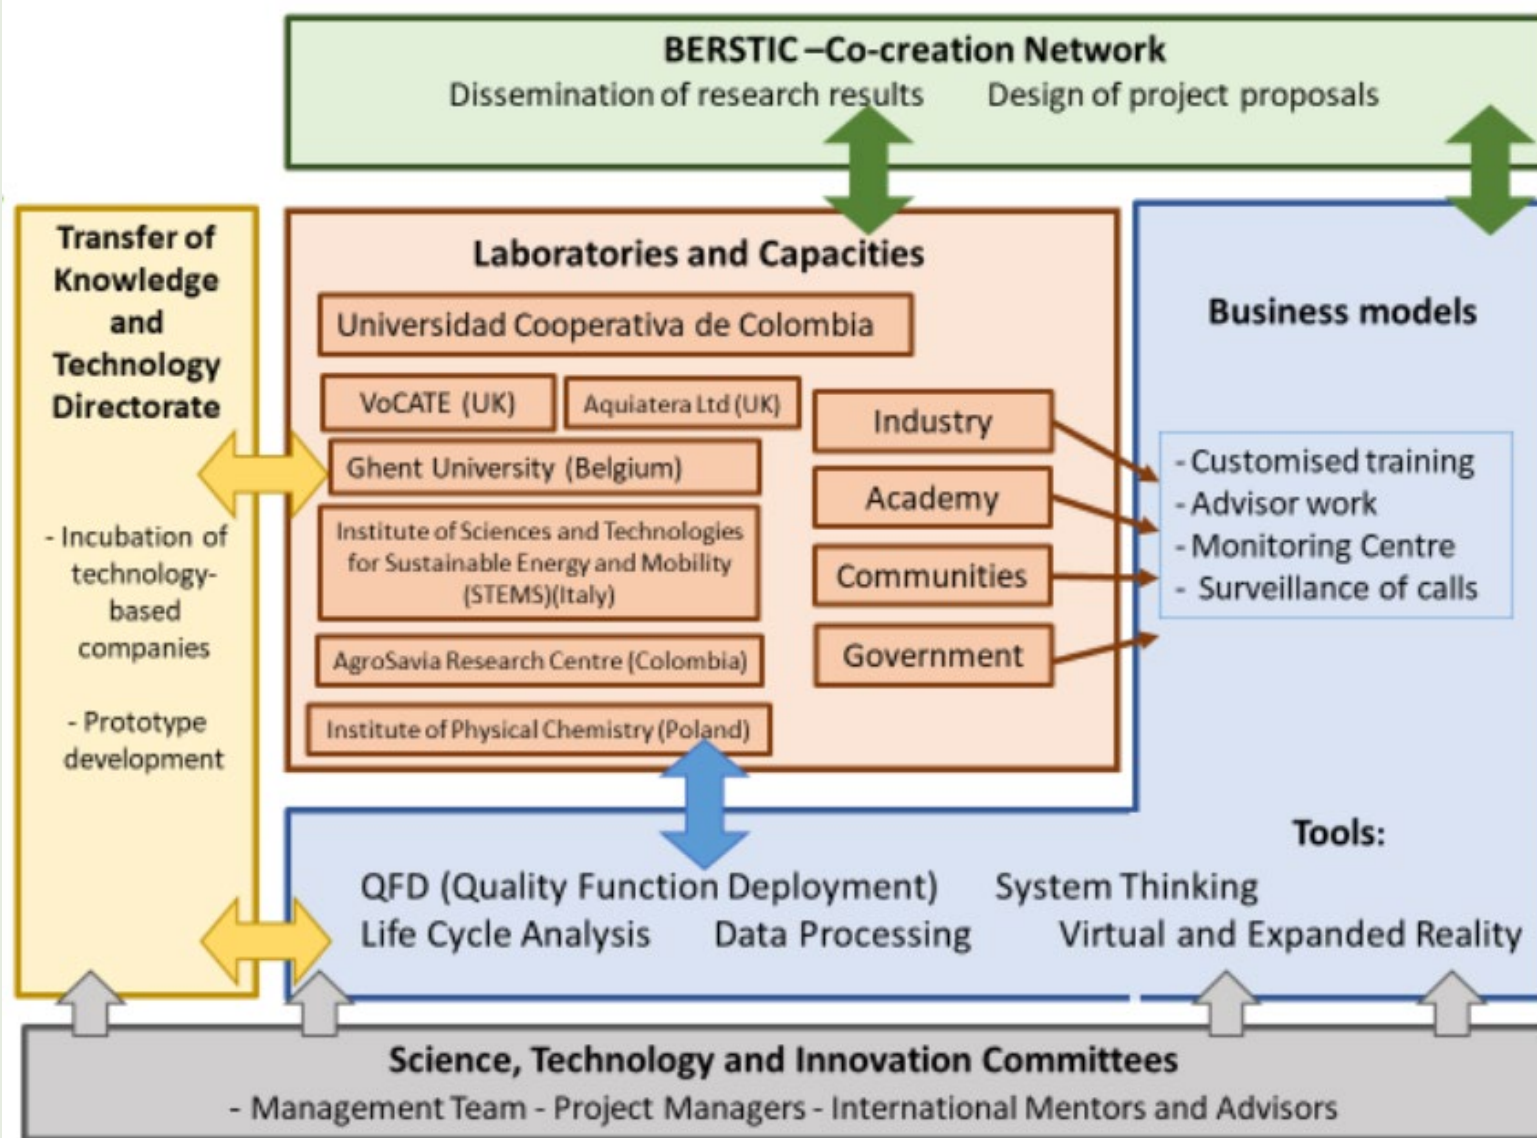 BERSTIC –Co-creation Network
Dissemination of research results Design of project proposals
Transfer of
Knowledge
and
Technology
Directorate
- Incubation of
technology-
based
companies
- Prototype
development
Laboratories and Capacities
Universidad Cooperativa de Colombia
VoCATE (UK)
Aquiatera Ltd (UK)
Ghent University (Belgium)
Institute of Sciences and Technologies
for Sustainable Energy and Mobility
(STEMS)(Italy)
AgroSavia Research Centre (Colombia)
Institute of Physical Chemistry (Poland)
Industry
Academy
Communities
Government
Business models
- Customised training
- Advisor work
- Monitoring Centre
- Surveillance of calls
Tools:
QFD (Quality Function Deployment) System Thinking
Life Cycle Analysis Data Processing Virtual and Expanded Reality
Science, Technology and Innovation Committees
- Management Team - Project Managers - International Mentors and Advisors